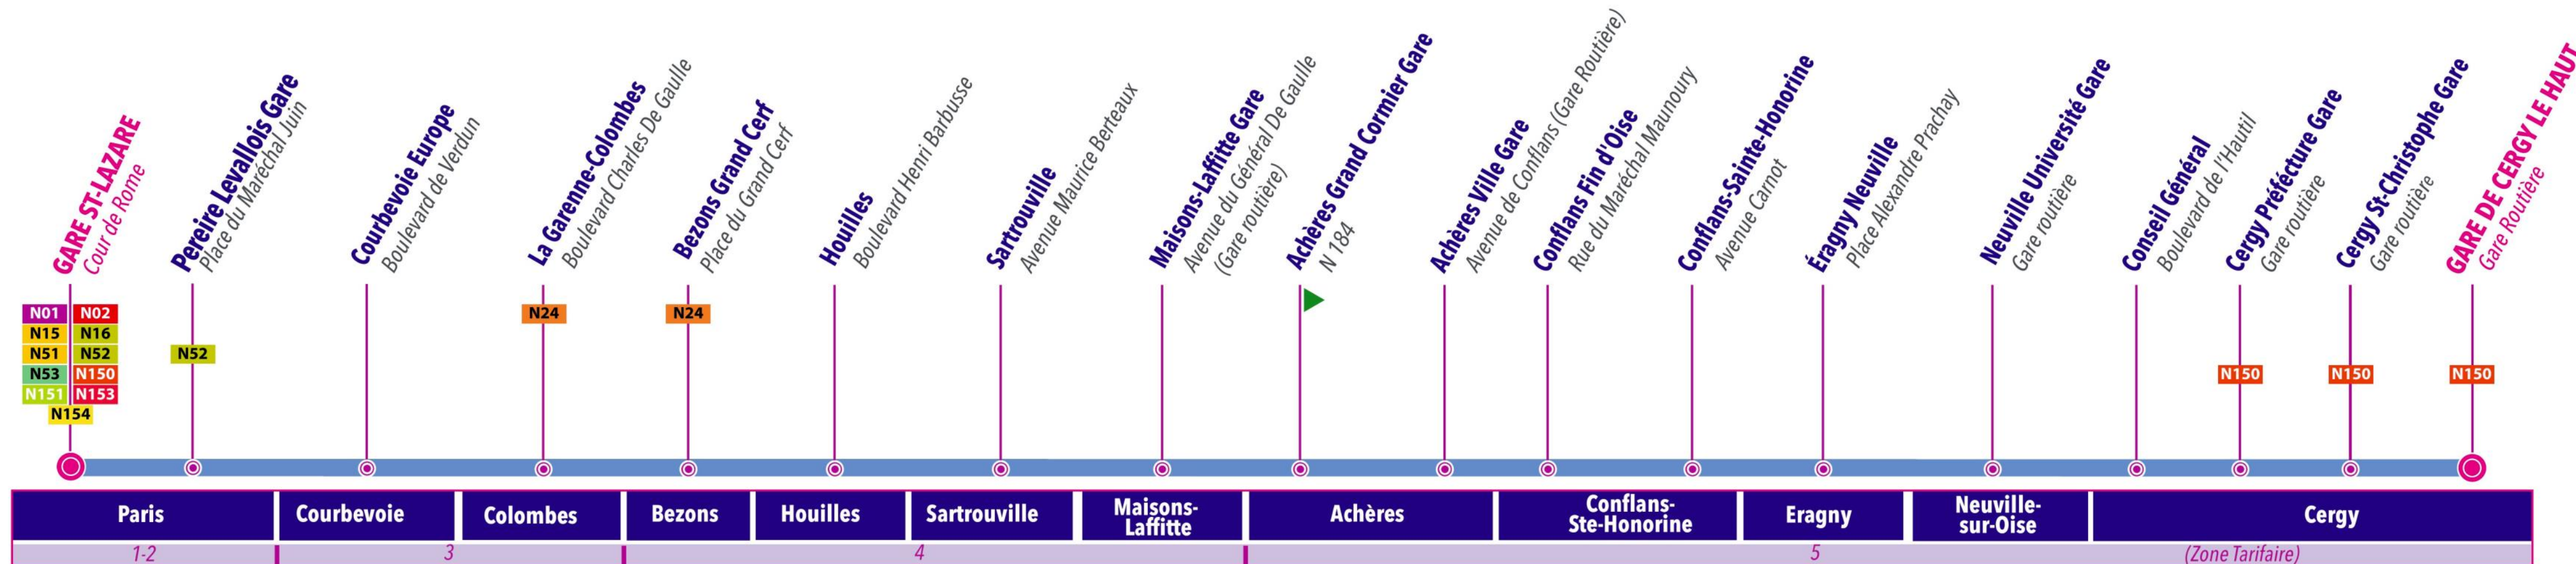 GARE ST-LAZARE
Cour de Rome
Pereire Levallois Gare
Place du Maréchal Juin
Courbevoie Europe
Boulevard de Verdun
La Garenne-Colombes
Boulevard Charles De Gaulle
Bezons Grand Cerf
Place du Grand Cerf
Houilles
Boulevard Henri Barbusse
Sartrouville
Avenue Maurice Berteaux
Maisons-Laffitte Gare
Avenue du Général De Gaulle
(Gare routière)
Achères Grand Cormier Gare
N 184
Achères Ville Gare
Avenue de Conflans (Gare Routière)
Conflans Fin d'Oise
Rue du Maréchal Maunoury
Conflans-Sainte-Honorine
Avenue Carnot
Éragny Neuville
Place Alexandre Prachay
Neuville Université Gare
Gare routière
Conseil Général
Boulevard de l'Hautil
Cergy Préfécture Gare
Gare routière
Cergy St-Christophe Gare
Gare routière
GARE DE CERGY LE HAUT
Gare Routière
N01 N02
N15 N16
N51 N52
N53 N150
N151 N153
N154
N52
N24
N24
N150
N150
N150
Paris
Courbevoie
Colombes
Bezons
Houilles
Sartrouville
Maisons-
Laffitte
Achères
Conflans-
Ste-Honorine
Eragny
Neuville-
sur-Oise
Cergy
1-2
3
4
5
(Zone Tarifaire)